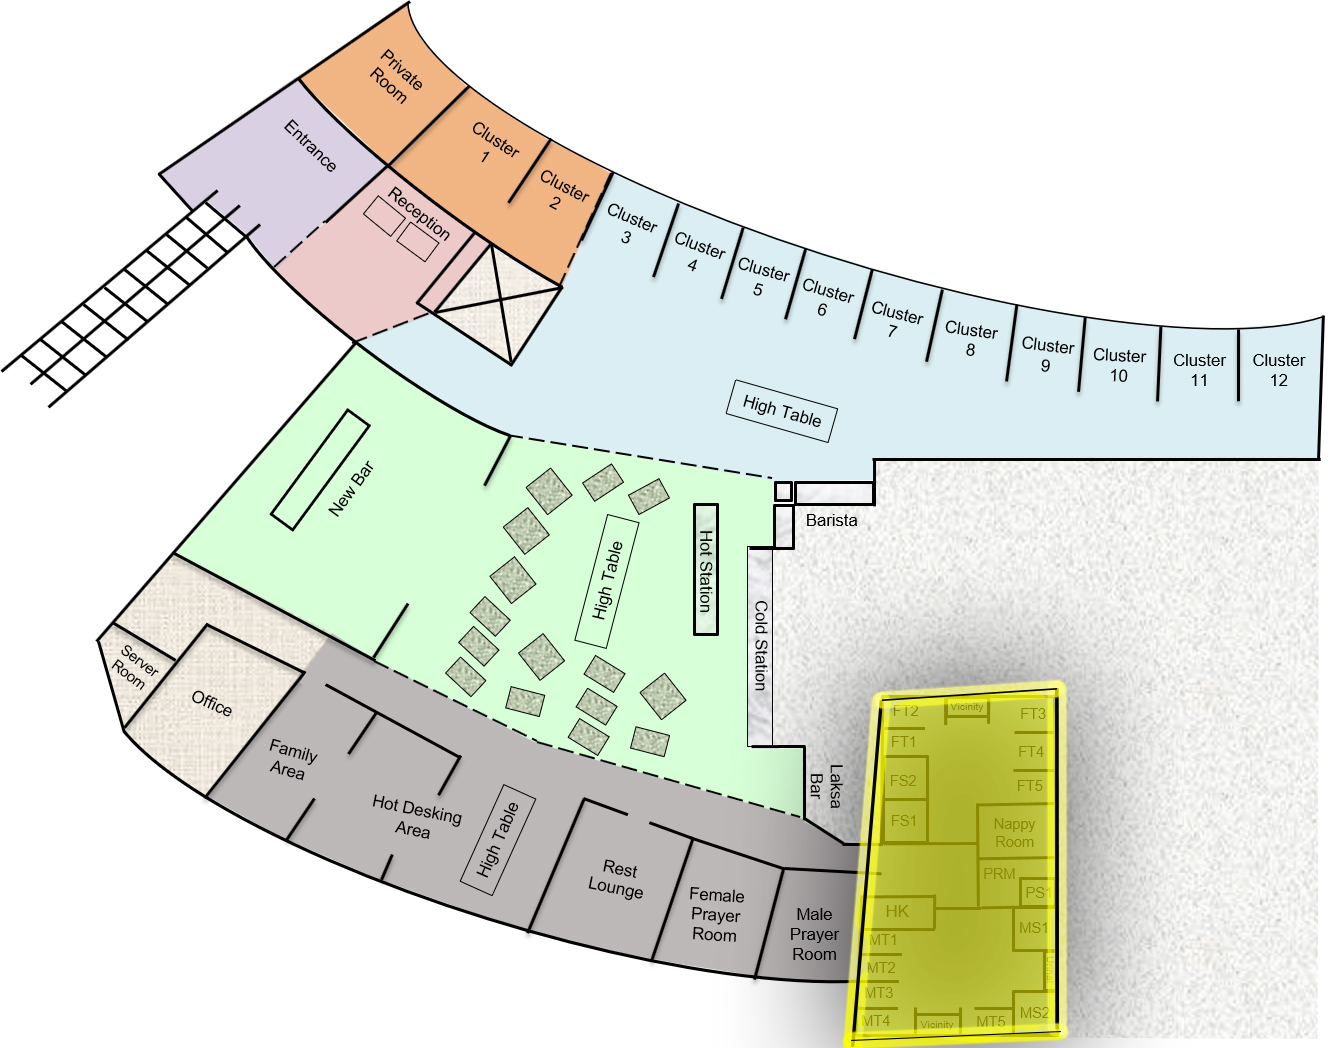 Private
Room
Entrance
Cluster
1
Cluster
2
Reception
Cluster
3
Cluster
4
Cluster
5
Cluster
6
Cluster
7
Cluster
8
Cluster
9
Cluster
10
Cluster
11
Cluster
12
High Table
New Bar
High Table
Hot Station
Barista
Cold Station
Server
Room
Office
Family
Area
Hot Desking
Area
High Table
Rest
Lounge
Female
Prayer
Room
Male
Prayer
Room
Laksa
Bar
FT2
Vicinity
FT3
FT1
FT4
FS2
FT5
FS1
Nappy
Room
PRM
PS1
HK
MS1
MT1
MT2
MT3
MS2
MT4
Vicinity
MT5